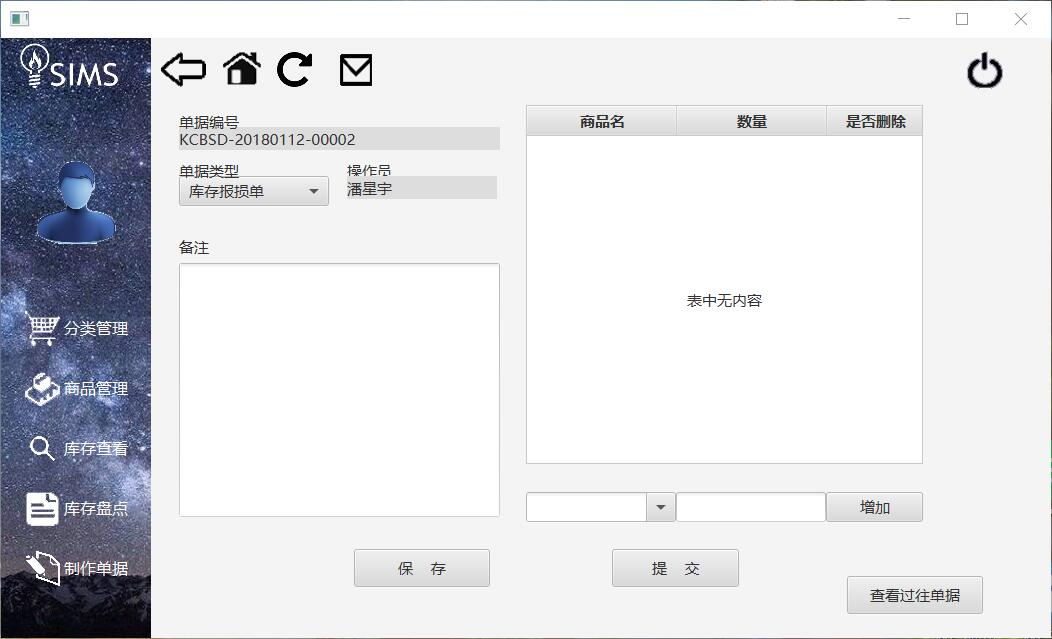 SIMS
分类管理
商品管理
库存查看
库存盘点
制作单据
单据编号
KCBSD-20180112-00002
单据类型
操作员
库存报损单
潘星宇
备注
商品名 数量 是否删除
表中无内容
增加
保 存
提 交
查看过往单据